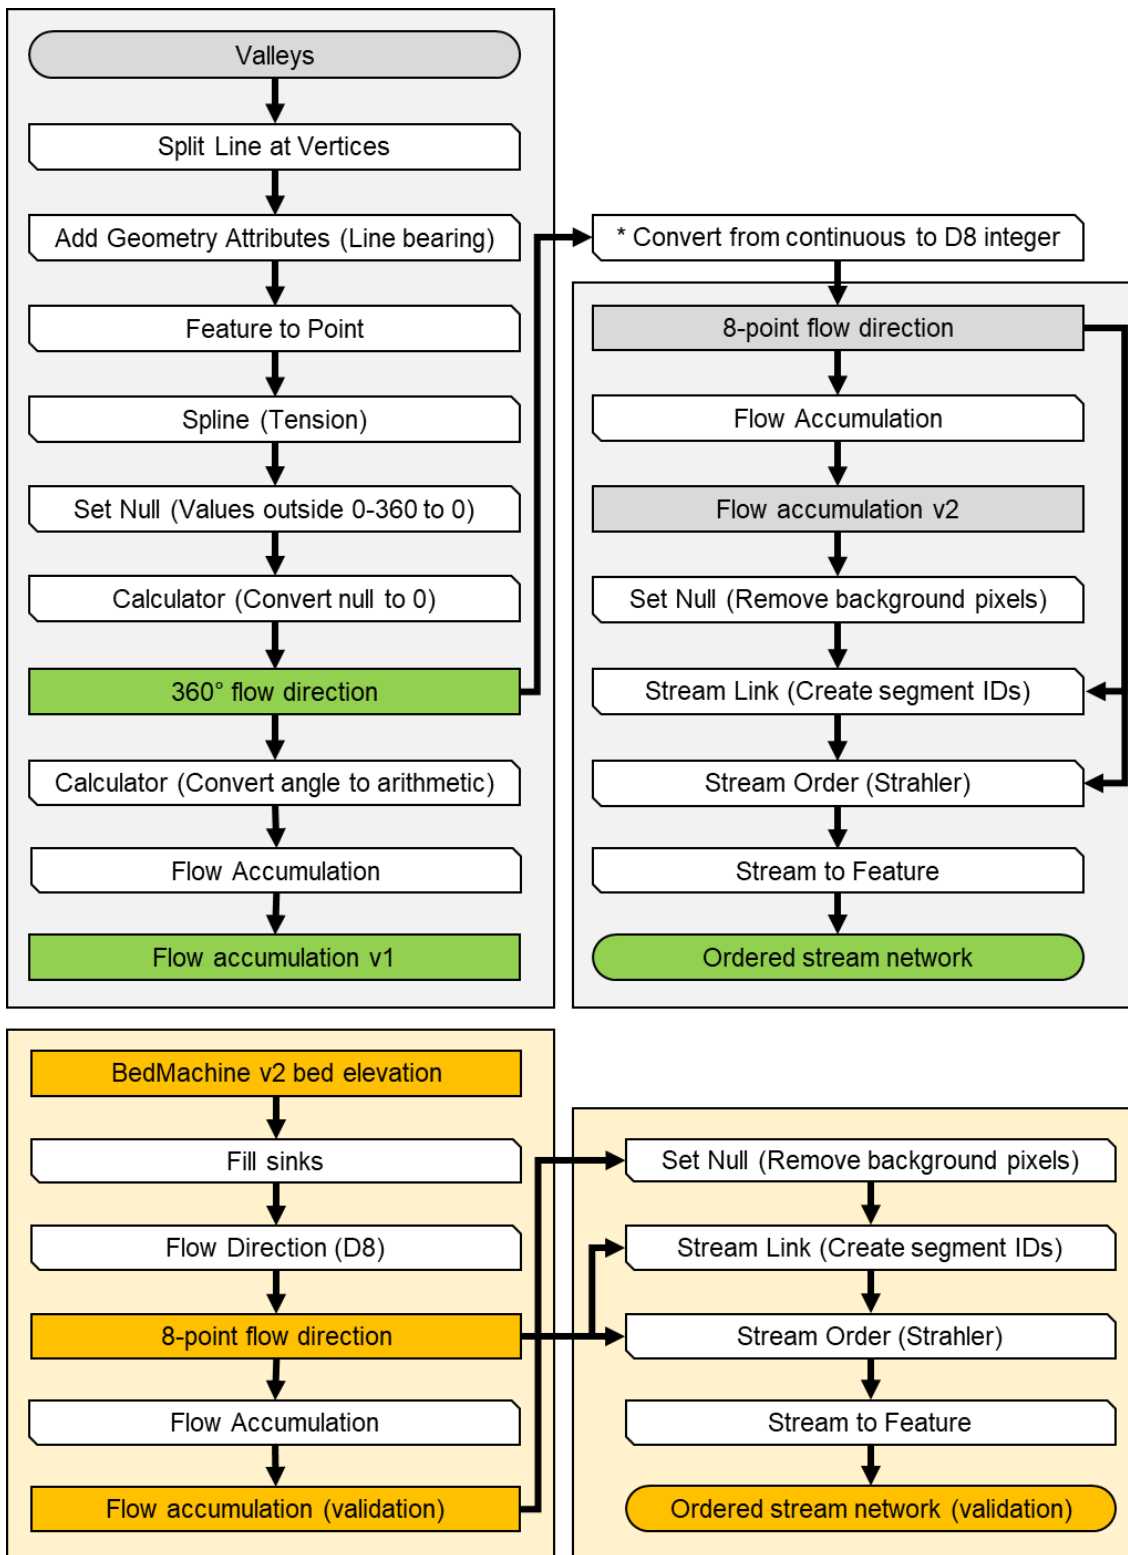 Valleys
Split Line at Vertices
Add Geometry Attributes (Line bearing)
Feature to Point
Spline (Tension)
Set Null (Values outside 0-360 to 0)
Calculator (Convert null to 0)
360° flow direction
Calculator (Convert angle to arithmetic)
Flow Accumulation
Flow accumulation v1
* Convert from continuous to D8 integer
8-point flow direction
Flow Accumulation
Flow accumulation v2
Set Null (Remove background pixels)
Stream Link (Create segment IDs)
Stream Order (Strahler)
Stream to Feature
Ordered stream network
BedMachine v2 bed elevation
Fill sinks
Flow Direction (D8)
8-point flow direction
Flow Accumulation
Flow accumulation (validation)
Set Null (Remove background pixels)
Stream Link (Create segment IDs)
Stream Order (Strahler)
Stream to Feature
Ordered stream network (validation)